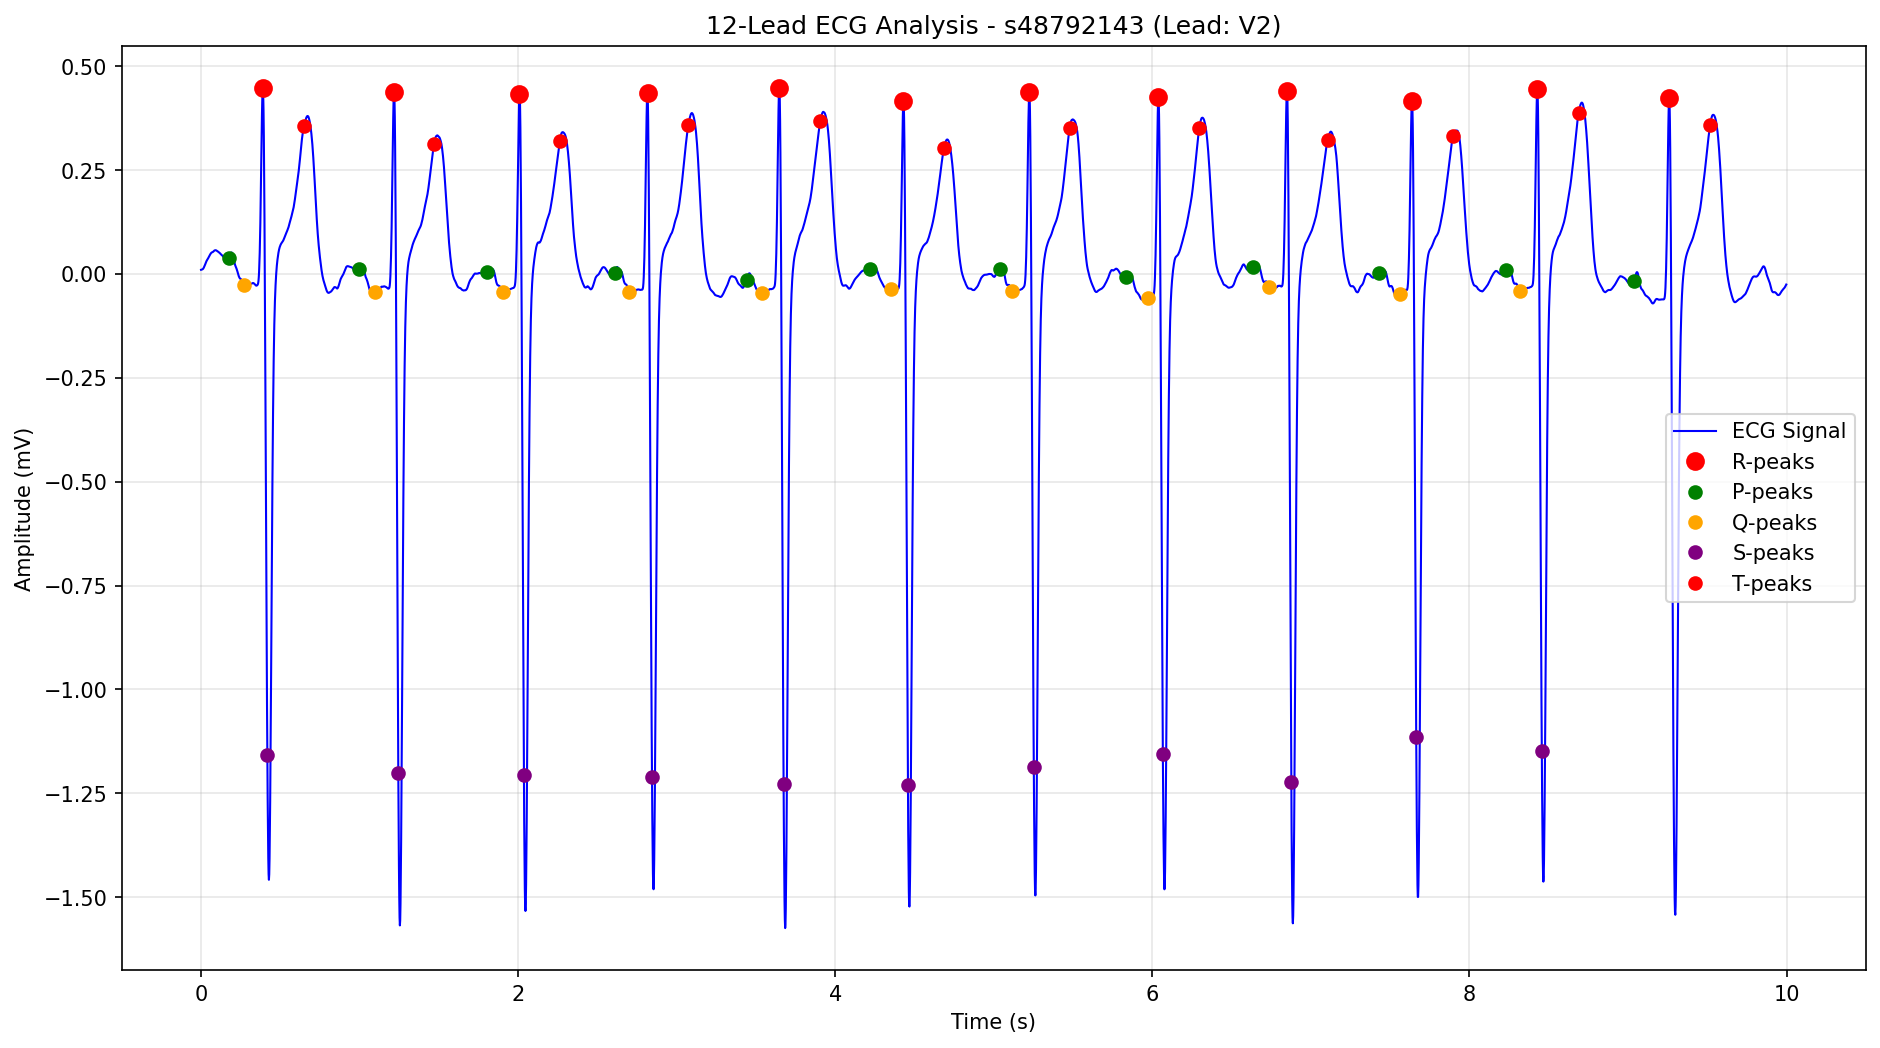 12-Lead ECG Analysis - s48792143 (Lead: V2)
0.50
0.25
0.00
−0.25
−0.50
−0.75
−1.00
−1.25
−1.50
Amplitude (mV)
ECG Signal
R-peaks
P-peaks
Q-peaks
S-peaks
T-peaks
0 2 4 6 8 10
Time (s)